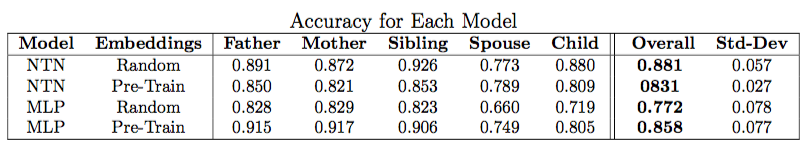 Accuracy for Each Model
Model Embeddings Father Mother Sibling Spouse Child Overall Std-Dev
NTN Random 0.891 0.872 0.926 0.773 0.880 0.881 0.057
NTN Pre-Train 0.850 0.821 0.853 0.789 0.809 0831 0.027
MLP Random 0.828 0.829 0.823 0.660 0.719 0.772 0.078
MLP Pre-Train 0.915 0.917 0.906 0.749 0.805 0.858 0.077